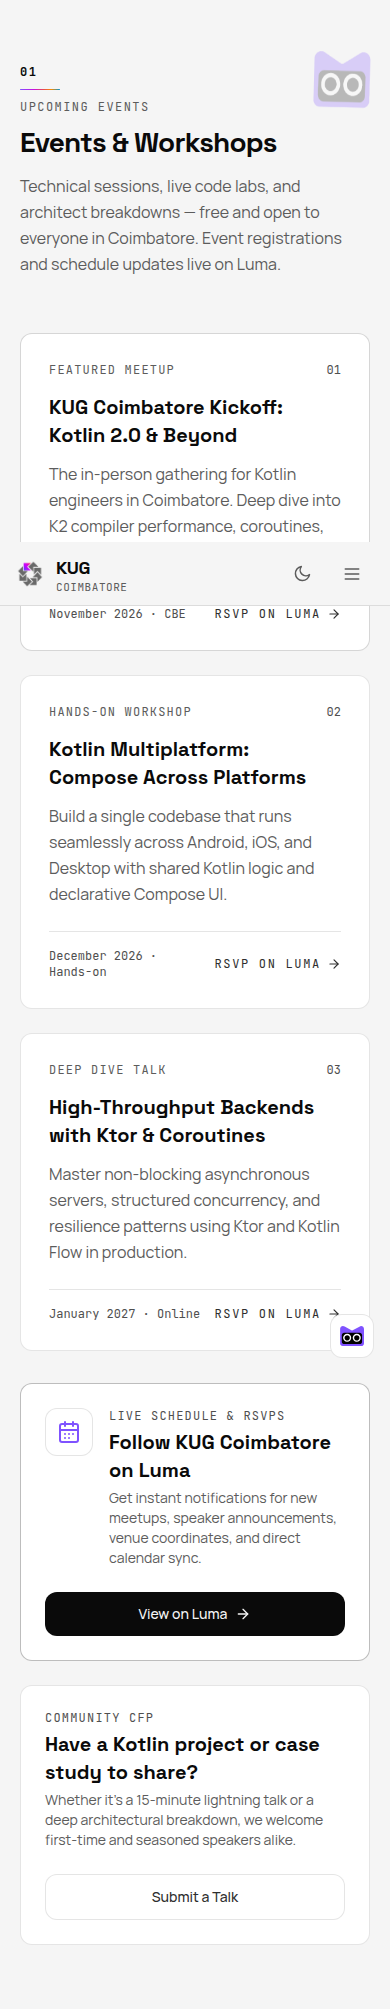 01
UPCOMING EVENTS
Events & Workshops
Technical sessions, live code labs, and
architect breakdowns — free and open to
everyone in Coimbatore. Event registrations
and schedule updates live on Luma.
FEATURED MEETUP 01
KUG Coimbatore Kickoff:
Kotlin 2.0 & Beyond
The in-person gathering for Kotlin
engineers in Coimbatore. Deep dive into
K2 compiler performance, coroutines,
KUG
COIMBATORE
November 2026 · CBE RSVP ON LUMA →
HANDS-ON WORKSHOP 02
Kotlin Multiplatform:
Compose Across Platforms
Build a single codebase that runs
seamlessly across Android, iOS, and
Desktop with shared Kotlin logic and
declarative Compose UI.
December 2026 ·
Hands-on
RSVP ON LUMA →
DEEP DIVE TALK 03
High-Throughput Backends
with Ktor & Coroutines
Master non-blocking asynchronous
servers, structured concurrency, and
resilience patterns using Ktor and Kotlin
Flow in production.
January 2027 · Online RSVP ON LUMA →
LIVE SCHEDULE & RSVPS
Follow KUG Coimbatore
on Luma
Get instant notifications for new
meetups, speaker announcements,
venue coordinates, and direct
calendar sync.
View on Luma →
COMMUNITY CFP
Have a Kotlin project or case
study to share?
Whether it's a 15-minute lightning talk or a
deep architectural breakdown, we welcome
first-time and seasoned speakers alike.
Submit a Talk